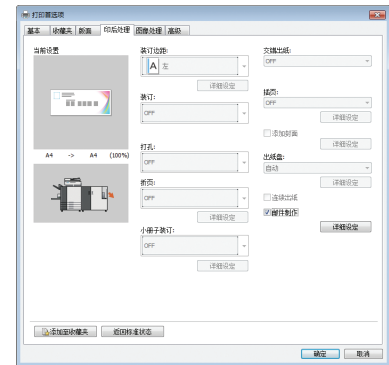 打印首选项
基本 收藏夹 版面 印后处理 图像处理 高级
当前设置
A4 -> A4 (100%)
装订边距:
A 左
详细设定
装订:
OFF
打孔:
OFF
折页:
OFF
详细设定
小册子装订:
OFF
详细设定
交错出纸:
OFF
插页:
OFF
详细设定
添加封面
详细设定
出纸盘:
自动
详细设定
连续出纸
邮件制作
详细设定
添加至收藏夹 返回标准状态
确定 取消